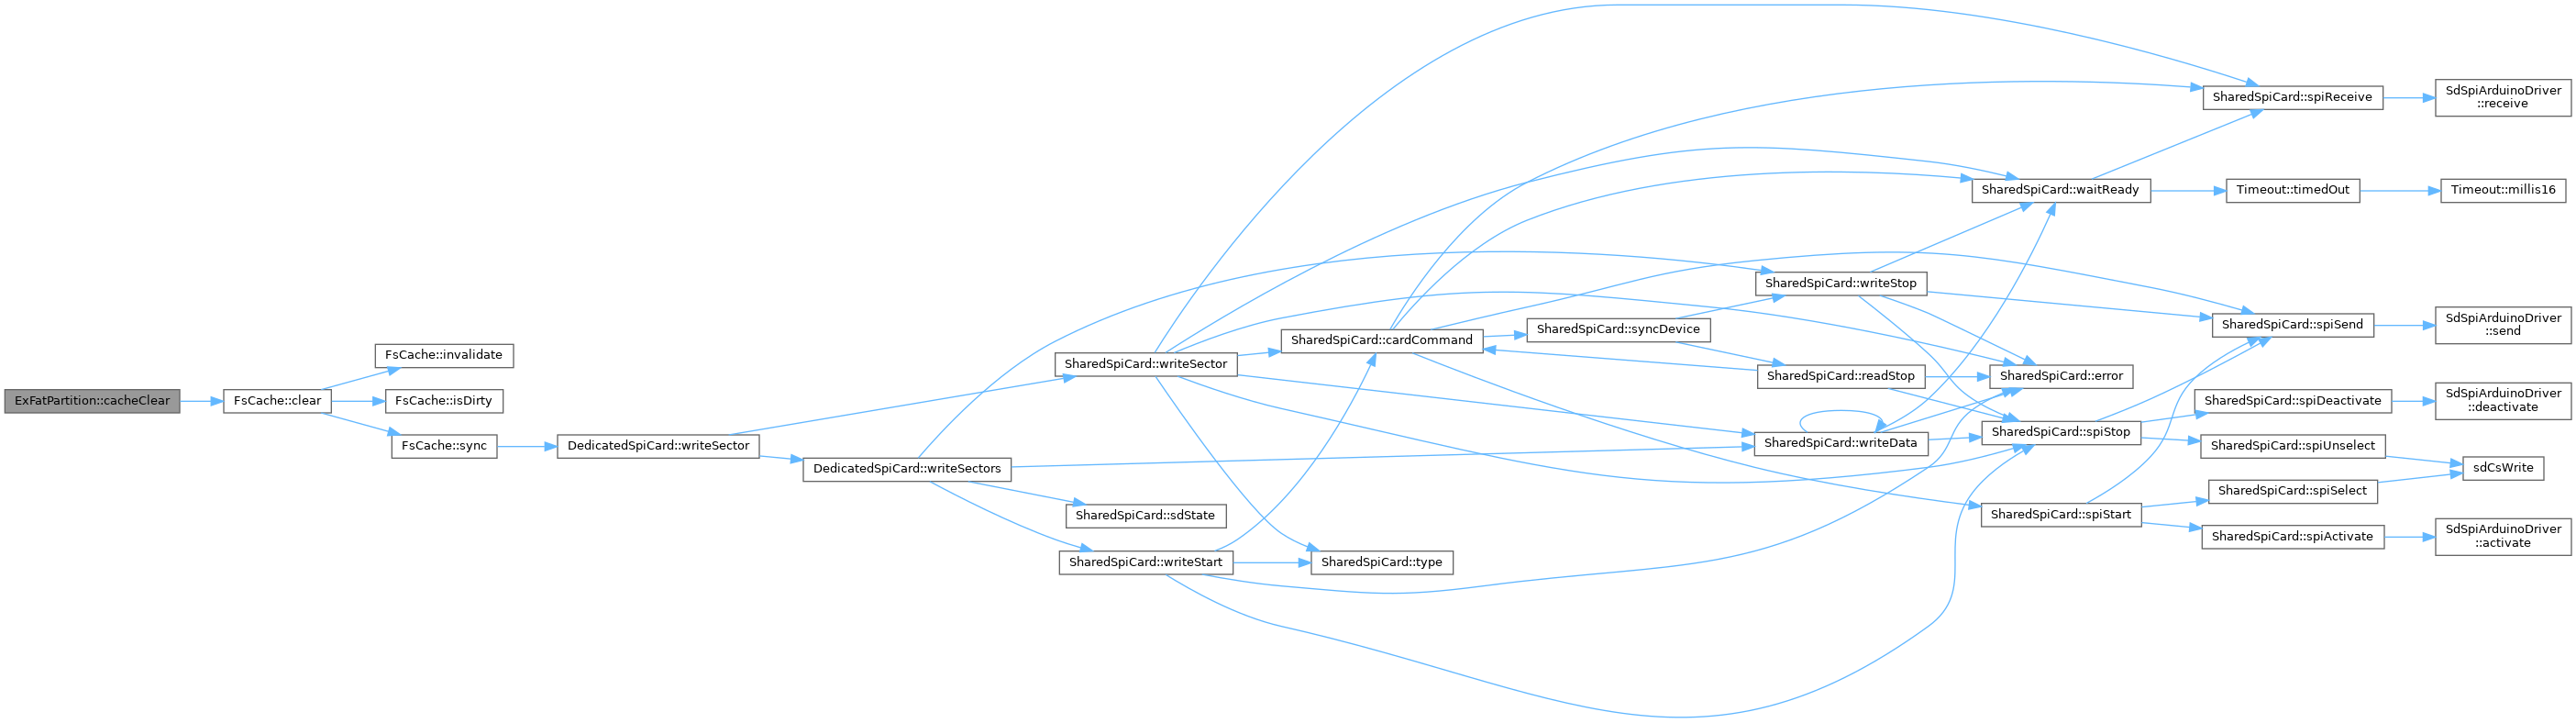 ExFatPartition::cacheClear
FsCache::clear
FsCache::invalidate
FsCache::isDirty
FsCache::sync
DedicatedSpiCard::writeSector
DedicatedSpiCard::writeSectors
SharedSpiCard::writeSector
SharedSpiCard::sdState
SharedSpiCard::writeStart
SharedSpiCard::cardCommand
SharedSpiCard::type
SharedSpiCard::syncDevice
SharedSpiCard::writeStop
SharedSpiCard::readStop
SharedSpiCard::writeData
SharedSpiCard::waitReady
SharedSpiCard::error
SharedSpiCard::spiStop
SharedSpiCard::spiStart
SharedSpiCard::spiReceive
Timeout::timedOut
SharedSpiCard::spiSend
SharedSpiCard::spiDeactivate
SharedSpiCard::spiUnselect
SharedSpiCard::spiSelect
SharedSpiCard::spiActivate
SdSpiArduinoDriver
::receive
Timeout::millis16
SdSpiArduinoDriver
::send
SdSpiArduinoDriver
::deactivate
sdCsWrite
SdSpiArduinoDriver
::activate